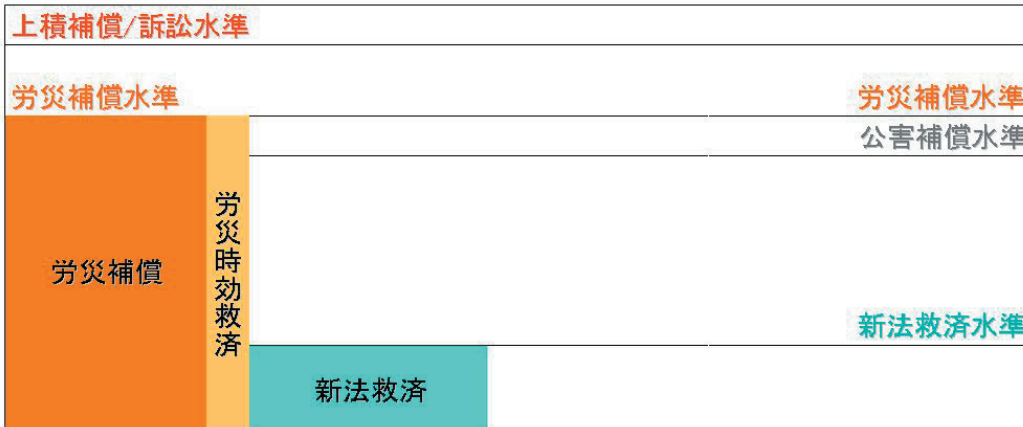 上積補償/訴訟水準
労災補償水準
労災補償水準
公害補償水準
労災補償
労災時効救済
新法救済水準
新法救済